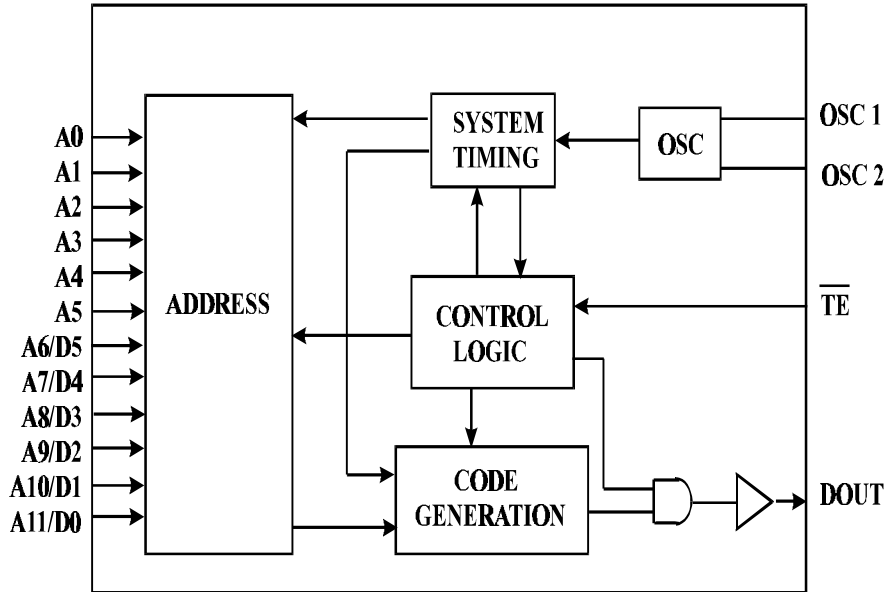 A0
A1
A2
A3
A4
A5
A6/D5
A7/D4
A8/D3
A9/D2
A10/D1
A11/D0
ADDRESS
SYSTEM
TIMING
OSC
CONTROL
LOGIC
CODE
GENERATION
OSC 1
OSC 2
T̅E̅
DOUT